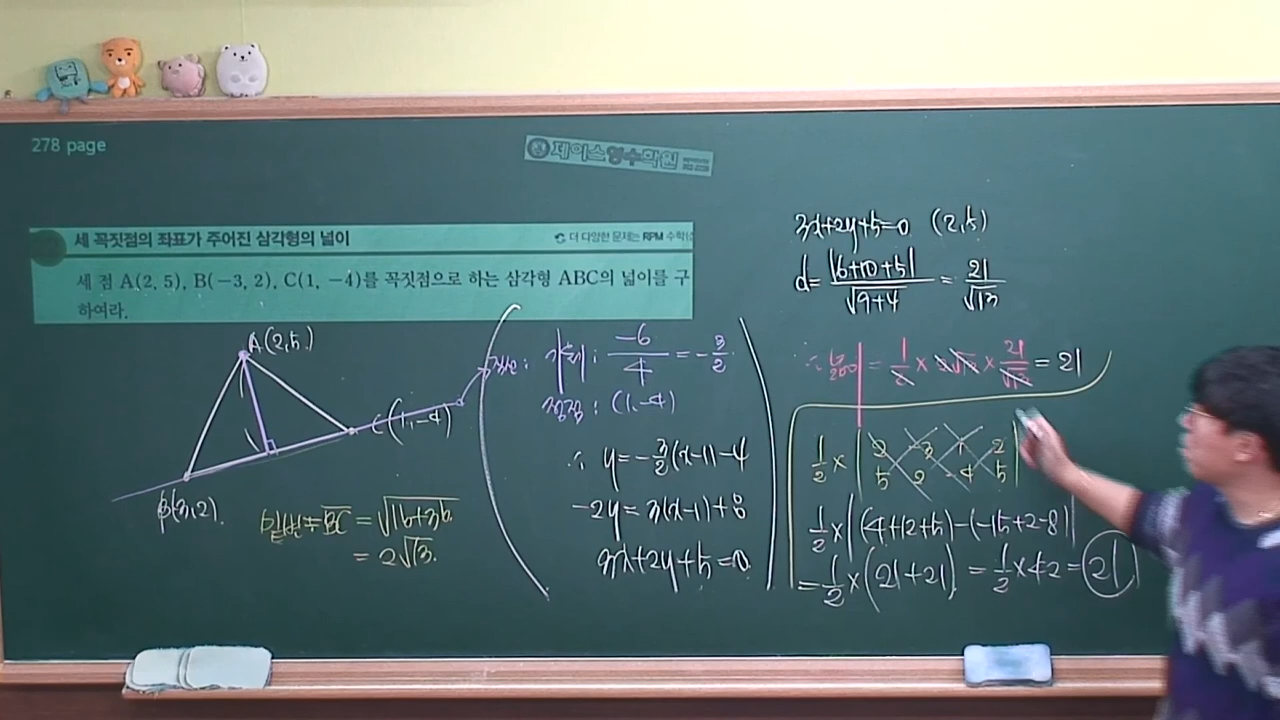 278 page
제이스영수학원
세 꼭짓점의 좌표가 주어진 삼각형의 넓이
더 다양한 문제는 RPM 수학(상
세 점 A(2, 5), B(−3, 2), C(1, −4)를 꼭짓점으로 하는 삼각형 ABC의 넓이를 구
하여라.
A(2,5)
C(1,-4)
밑변=BC = √16+36
= 2√13
직선 : 기울기 : -6/4 = -3/2
점 : (1,-4)
∴ y=-3/2(x-1)-4
-2y=3(x-1)+8
3x+2y+5=0
3x+2y+5=0 (2,5)
d= |6+10+5| / √9+4 = 21/√13
∴ 넓이 = 1/2 × 2√13 × 21/√13 = 21
1/2 × | 2 -3 1 2
5 2 -4 5 |
1/2 × |(4+12+5)-(-15+2-8)|
= 1/2 × (21+21) = 1/2 × 42 = 21